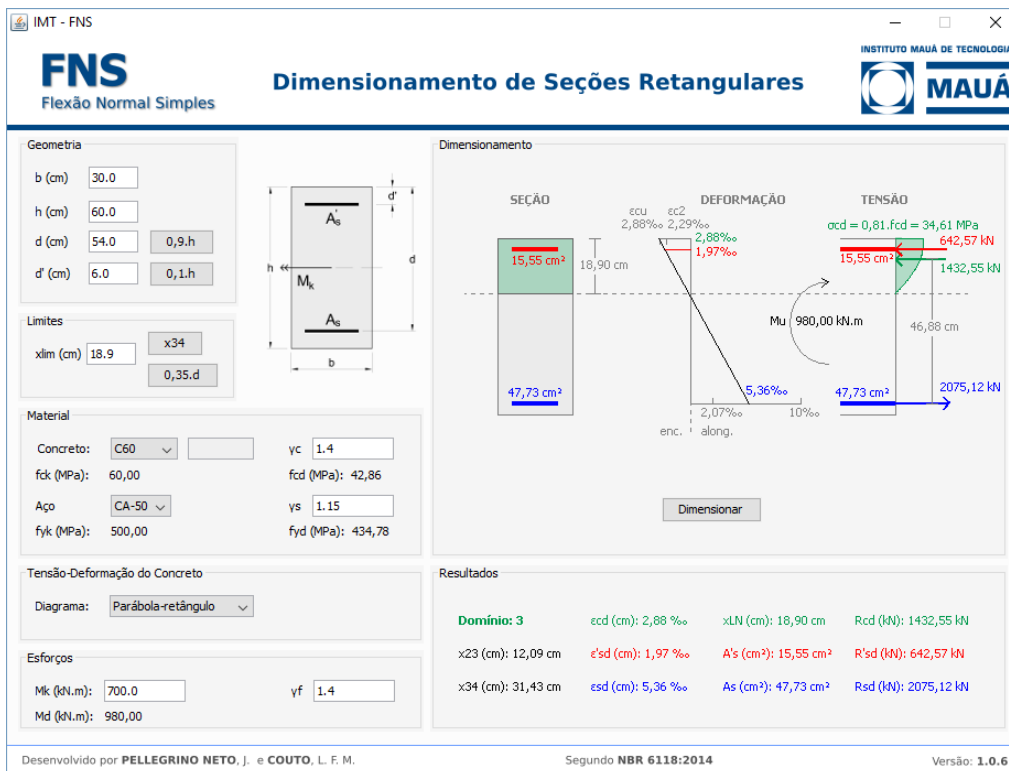 IMT - FNS
FNS
Flexão Normal Simples
Dimensionamento de Seções Retangulares
INSTITUTO MAUÁ DE TECNOLOGIA
MAUÁ
Geometria
b (cm) 30.0
h (cm) 60.0
d (cm) 54.0 0,9.h
d' (cm) 6.0 0,1.h
d'
A's
h
Mk
d
As
b
Limites
xlim (cm) 18.9 x34
0,35.d
Material
Concreto: C60 γc 1.4
fck (MPa): 60,00 fcd (MPa): 42,86
Aço CA-50 γs 1.15
fyk (MPa): 500,00 fyd (MPa): 434,78
Tensão-Deformação do Concreto
Diagrama: Parábola-retângulo
Esforços
Mk (kN.m): 700.0 γf 1.4
Md (kN.m): 980,00
Dimensionamento
SEÇÃO DEFORMAÇÃO TENSÃO
εcu εc2
2,88‰ 2,29‰
σcd = 0,81.fcd = 34,61 MPa
2,88‰
642,57 kN
1,97‰
15,55 cm²
18,90 cm
15,55 cm²
1432,55 kN
Mu 980,00 kN.m
46,88 cm
47,73 cm²
5,36‰
47,73 cm²
2075,12 kN
2,07‰ 10‰
enc. along.
Dimensionar
Resultados
Domínio: 3 εcd (cm): 2,88 ‰ xLN (cm): 18,90 cm Rcd (kN): 1432,55 kN
x23 (cm): 12,09 cm ε'sd (cm): 1,97 ‰ A's (cm²): 15,55 cm² R'sd (kN): 642,57 kN
x34 (cm): 31,43 cm εsd (cm): 5,36 ‰ As (cm²): 47,73 cm² Rsd (kN): 2075,12 kN
Desenvolvido por PELLEGRINO NETO, J. e COUTO, L. F. M. Segundo NBR 6118:2014 Versão: 1.0.6